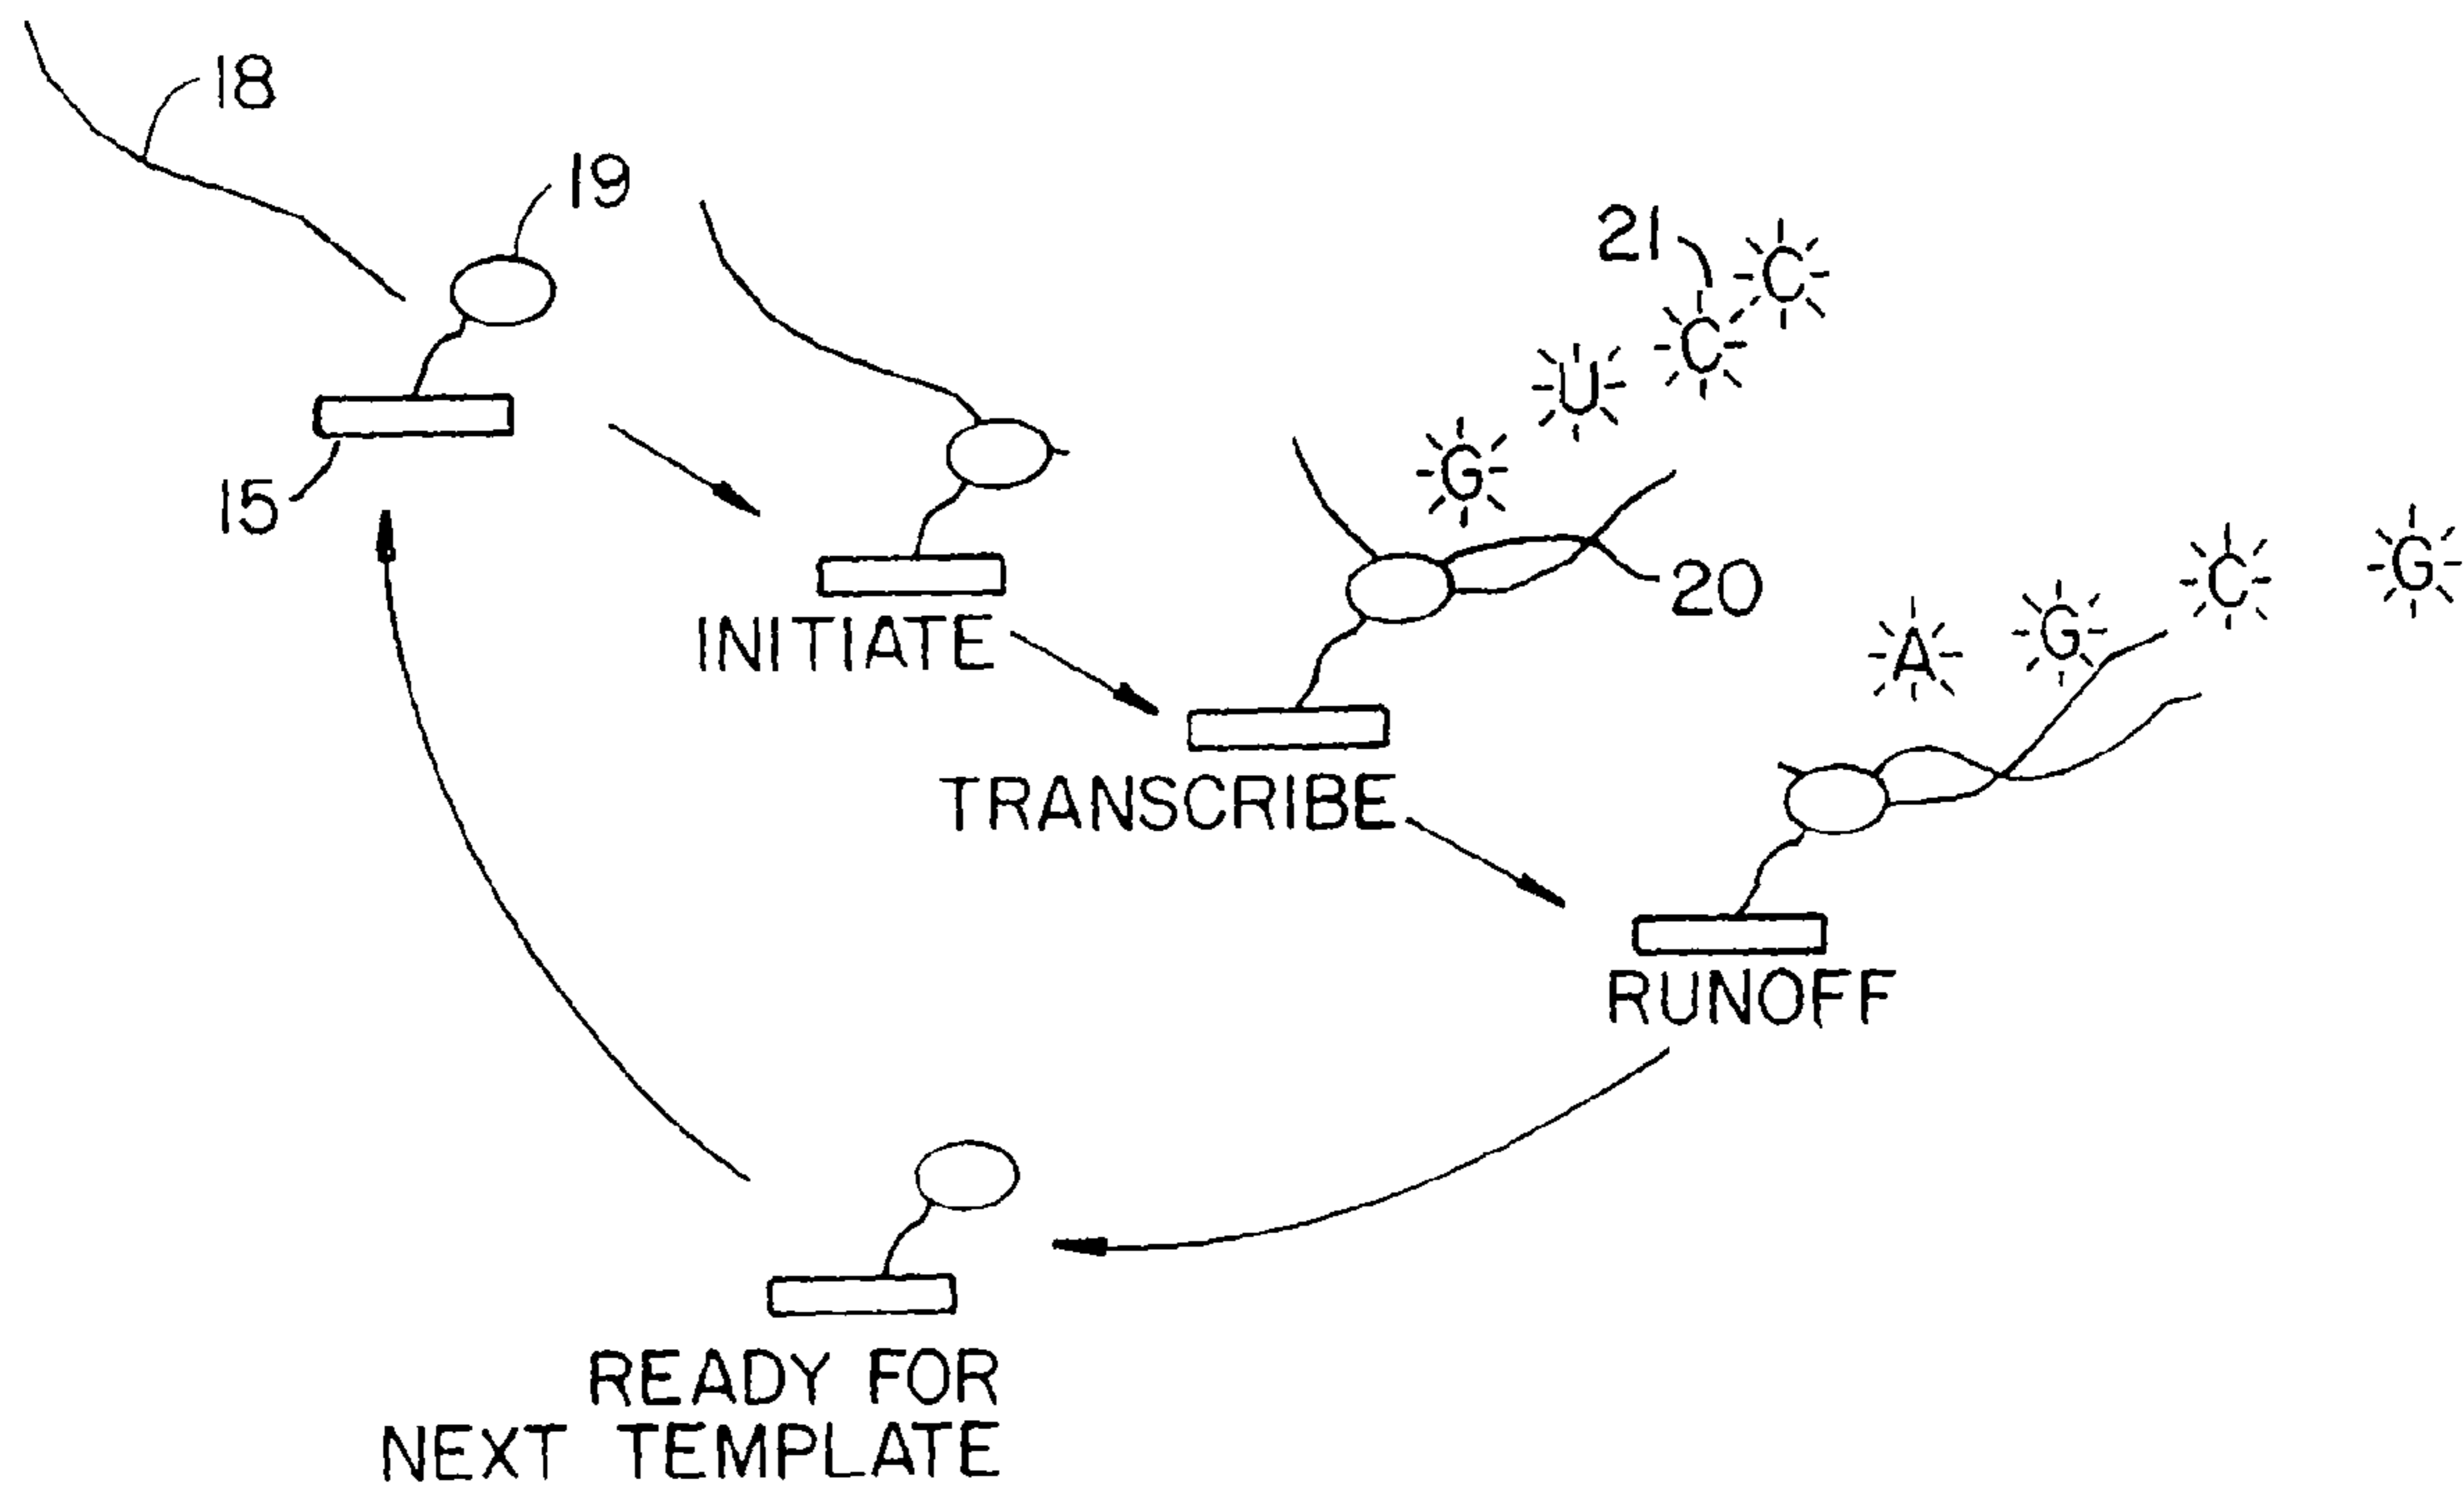 18
19
21
C
C
U
G
15
20
G
C
G
A
INITIATE
TRANSCRIBE
RUNOFF
READY FOR
NEXT TEMPLATE